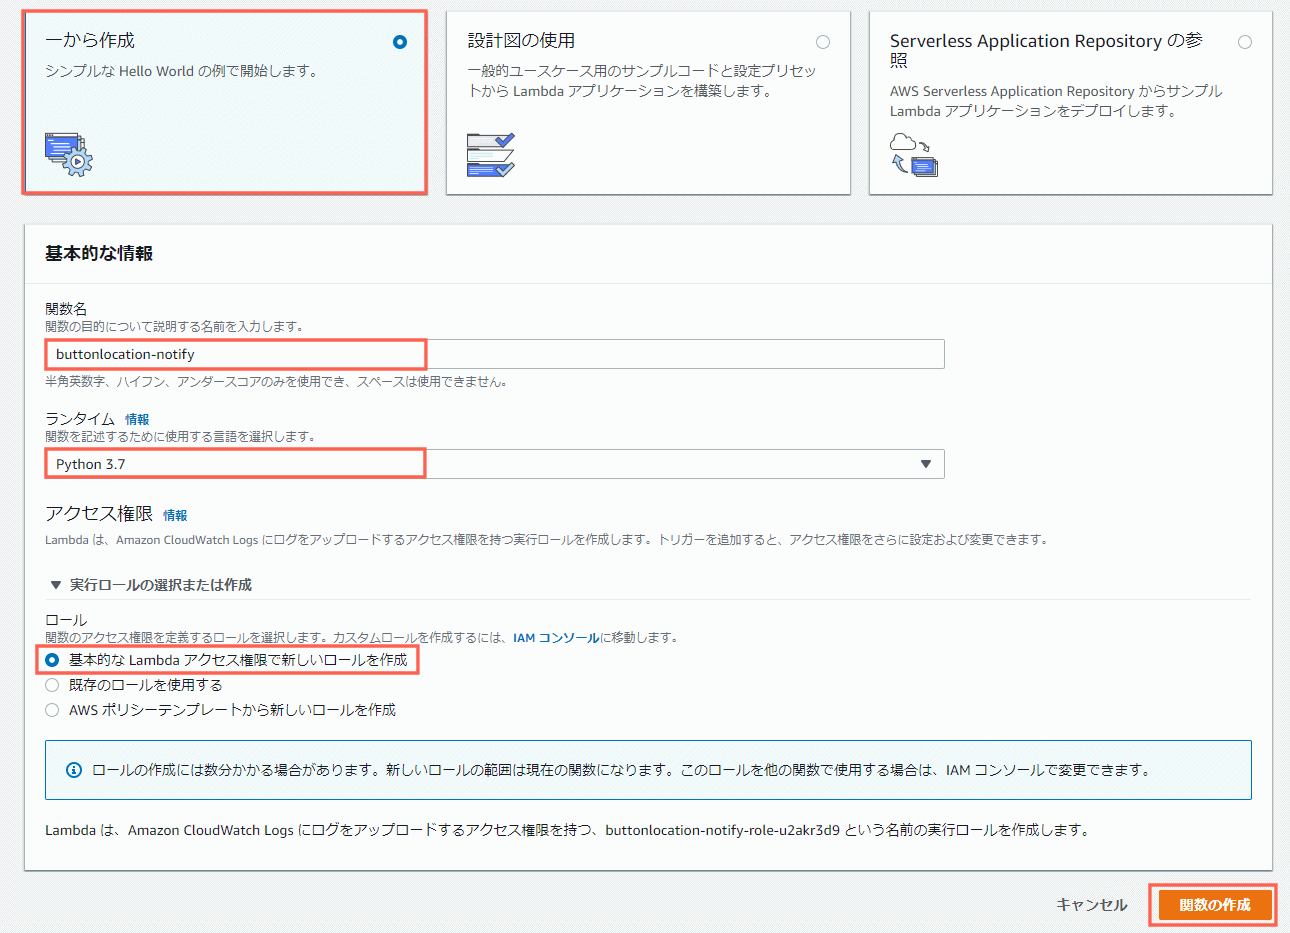 一から作成
シンプルな Hello World の例で開始します。
設計図の使用
一般的ユースケース用のサンプルコードと設定プリセッ
トから Lambda アプリケーションを構築します。
Serverless Application Repository の参
照
AWS Serverless Application Repository からサンプル
Lambda アプリケーションをデプロイします。
基本的な情報
関数名
関数の目的について説明する名前を入力します。
buttonlocation-notify
半角英数字、ハイフン、アンダースコアのみを使用でき、スペースは使用できません。
ランタイム 情報
関数を記述するために使用する言語を選択します。
Python 3.7
アクセス権限 情報
Lambda は、Amazon CloudWatch Logs にログをアップロードするアクセス権限を持つ実行ロールを作成します。トリガーを追加すると、アクセス権限をさらに設定および変更できます。
▼ 実行ロールの選択または作成
ロール
関数のアクセス権限を定義するロールを選択します。カスタムロールを作成するには、IAM コンソールに移動します。
基本的な Lambda アクセス権限で新しいロールを作成
既存のロールを使用する
AWS ポリシーテンプレートから新しいロールを作成
ロールの作成には数分かかる場合があります。新しいロールの範囲は現在の関数になります。このロールを他の関数で使用する場合は、IAM コンソールで変更できます。
Lambda は、Amazon CloudWatch Logs にログをアップロードするアクセス権限を持つ、buttonlocation-notify-role-u2akr3d9 という名前の実行ロールを作成します。
キャンセル
関数の作成